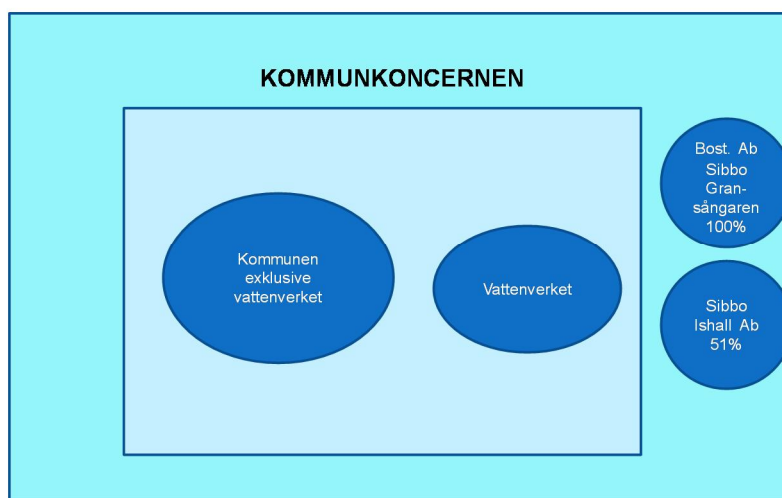 KOMMUNKONCERNEN
Kommunen
exklusive
vattenverket
Vattenverket
Bost. Ab
Sibbo
Gran-
sångaren
100%
Sibbo
Ishall Ab
51%